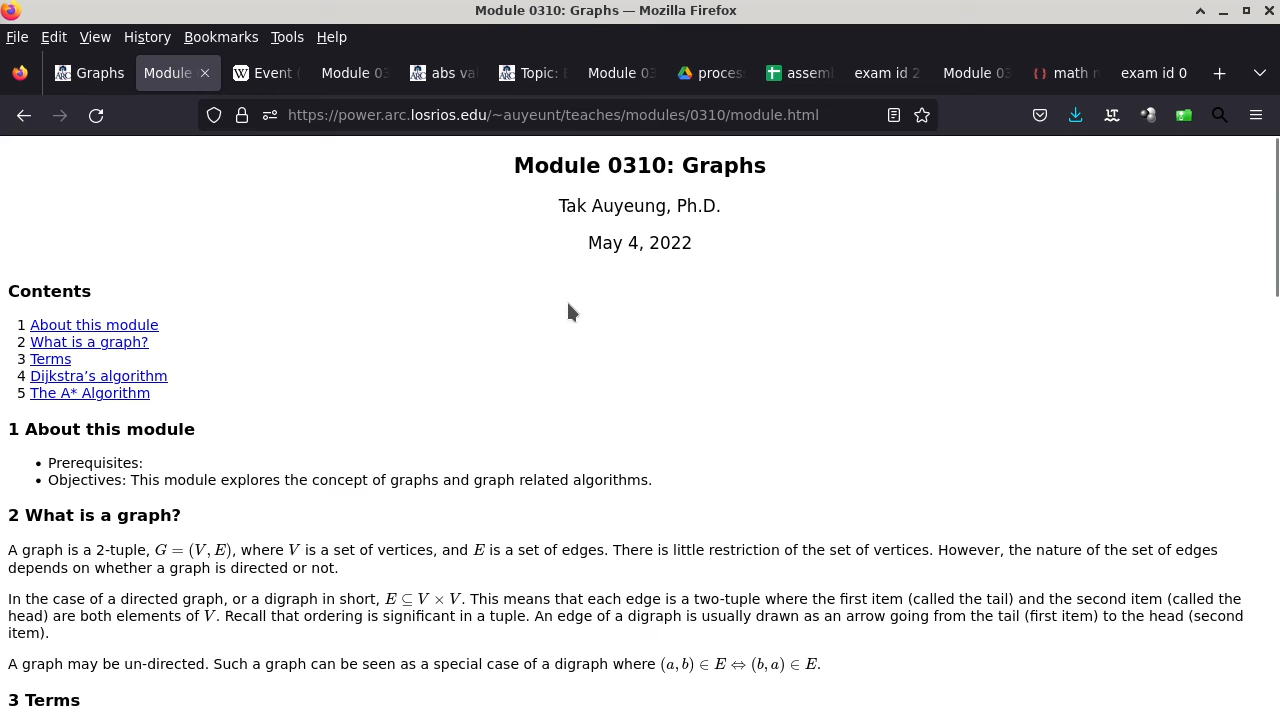 Module 0310: Graphs — Mozilla Firefox
File Edit View History Bookmarks Tools Help
Graphs Module Event Module 03 abs va Topic: Module 03 proces assem exam id 2 Module 03 math exam id 0
https://power.arc.losrios.edu/~auyeunt/teaches/modules/0310/module.html
Module 0310: Graphs
Tak Auyeung, Ph.D.
May 4, 2022
Contents
1 About this module
2 What is a graph?
3 Terms
4 Dijkstra’s algorithm
5 The A* Algorithm
1 About this module
• Prerequisites:
• Objectives: This module explores the concept of graphs and graph related algorithms.
2 What is a graph?
A graph is a 2-tuple, G = (V, E), where V is a set of vertices, and E is a set of edges. There is little restriction of the set of vertices. However, the nature of the set of edges
depends on whether a graph is directed or not.
In the case of a directed graph, or a digraph in short, E ⊆ V × V. This means that each edge is a two-tuple where the first item (called the tail) and the second item (called the
head) are both elements of V. Recall that ordering is significant in a tuple. An edge of a digraph is usually drawn as an arrow going from the tail (first item) to the head (second
item).
A graph may be un-directed. Such a graph can be seen as a special case of a digraph where (a, b) ∈ E ⇔ (b, a) ∈ E.
3 Terms